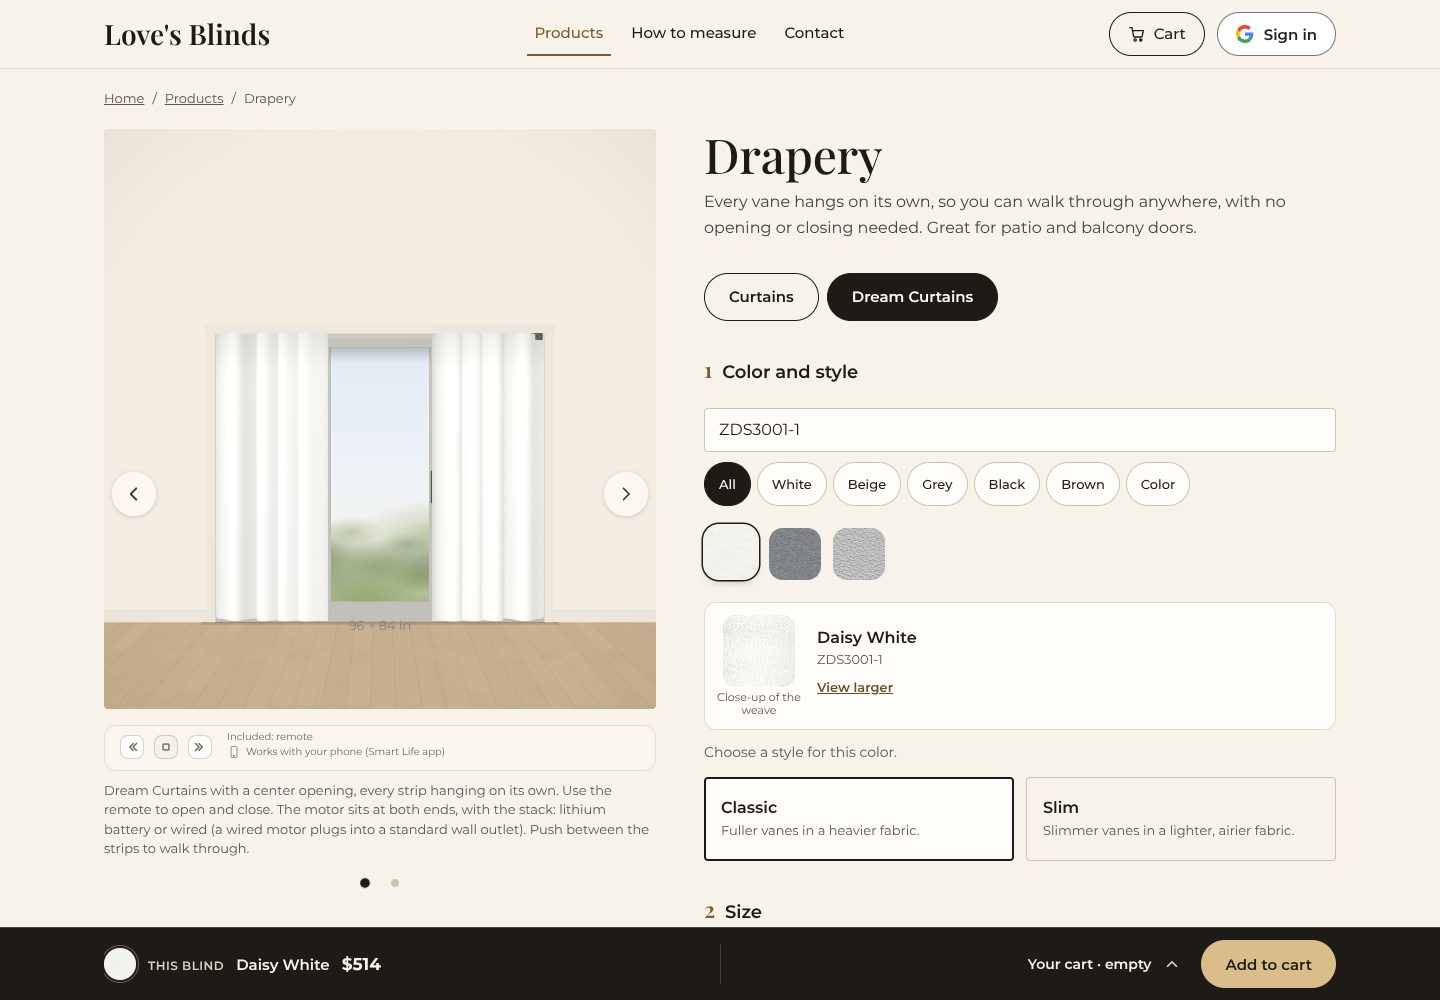 Love's Blinds
Products
How to measure
Contact
Cart
Sign in
Home / Products / Drapery
96 × 84 in
Included: remote
Works with your phone (Smart Life app)
Dream Curtains with a center opening, every strip hanging on its own. Use the
remote to open and close. The motor sits at both ends, with the stack: lithium
battery or wired (a wired motor plugs into a standard wall outlet). Push between the
strips to walk through.
Drapery
Every vane hangs on its own, so you can walk through anywhere, with no
opening or closing needed. Great for patio and balcony doors.
Curtains
Dream Curtains
1 Color and style
ZDS3001-1
All
White
Beige
Grey
Black
Brown
Color
Close-up of the
weave
Daisy White
ZDS3001-1
View larger
Choose a style for this color.
Classic
Fuller vanes in a heavier fabric.
Slim
Slimmer vanes in a lighter, airier fabric.
2 Size
THIS BLIND Daisy White $514
Your cart · empty
Add to cart